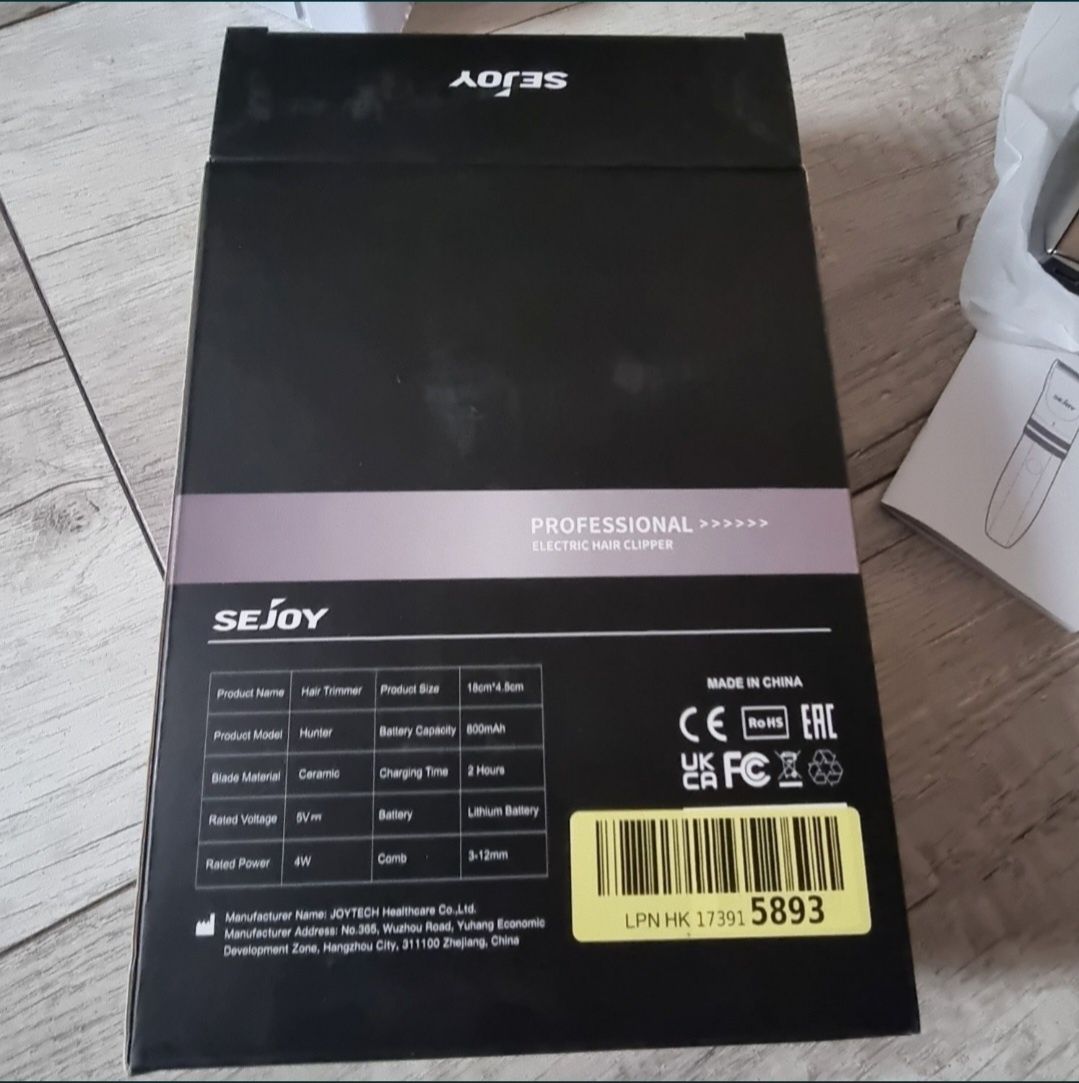 SEJOY
PROFESSIONAL >>>>>>
ELECTRIC HAIR CLIPPER
SEJOY
Product Name Hair Trimmer Product Size 18cm*4.5cm
Product Model Hunter Battery Capacity 800mAh
Blade Material Ceramic Charging Time 2 Hours
Rated Voltage 5V Battery Lithium Battery
Rated Power 4W Comb 3-12mm
Manufacturer Name: JOYTECH Healthcare Co.,Ltd.
Manufacturer Address: No.365, Wuzhou Road, Yuhang Economic
Development Zone, Hangzhou City, 311100 Zhejiang, China
MADE IN CHINA
CE RoHS EAC
UK CA FC
LPN HK 17391 5893
SEJOY